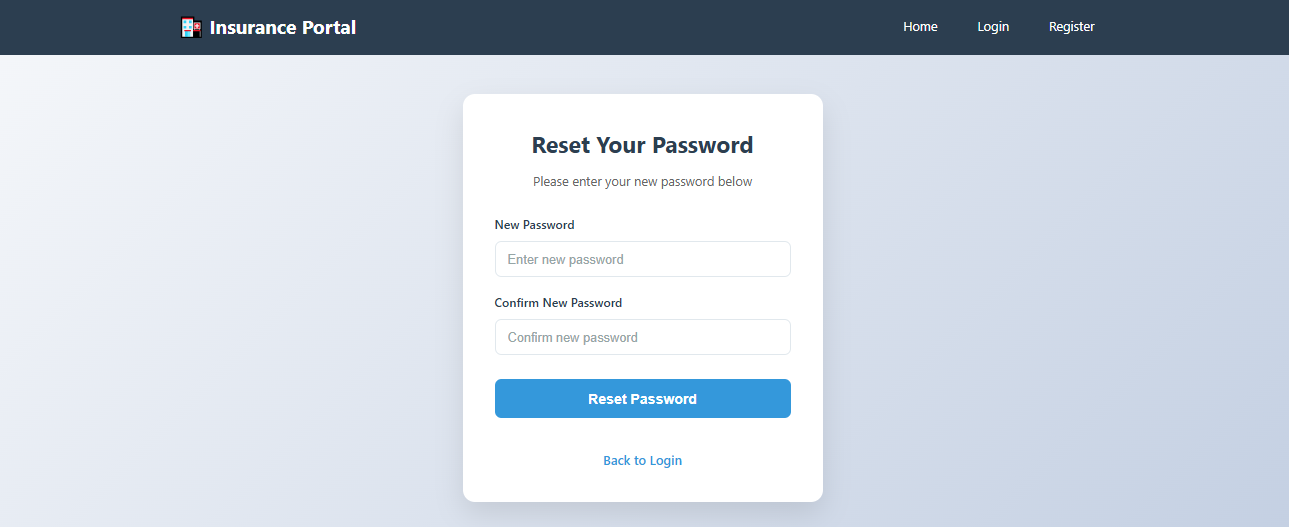 Insurance Portal
Home
Login
Register
Reset Your Password
Please enter your new password below
New Password
Enter new password
Confirm New Password
Confirm new password
Reset Password
Back to Login